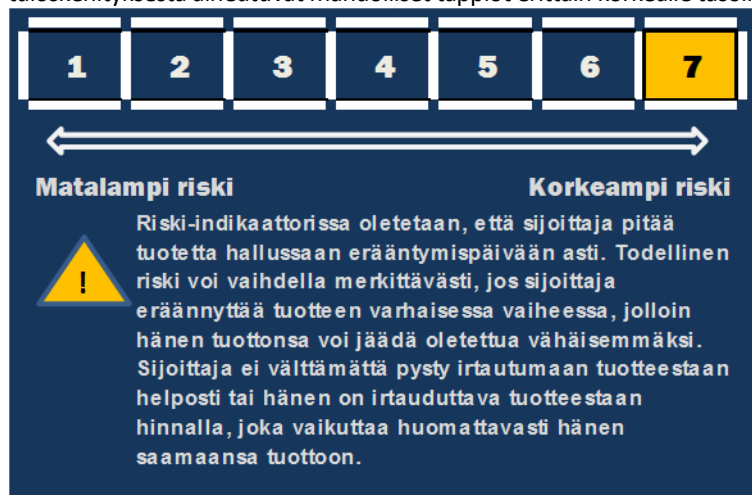 1 2 3 4 5 6 7
Matalampi riski Korkeampi riski
Riski-indikaattorissa oletetaan, että sijoittaja pitää
tuotetta hallussaan erääntymispäivään asti. Todellinen
! riski voi vaihdella merkittävästi, jos sijoittaja
eräännyttää tuotteen varhaisessa vaiheessa, jolloin
hänen tuottonsa voi jäädä oletettua vähäisemmäksi.
Sijoittaja ei välttämättä pysty irtautumaan tuotteestaan
helposti tai hänen on irtauduttava tuotteestaan
hinnalla, joka vaikuttaa huomattavasti hänen
saamaansa tuottoon.